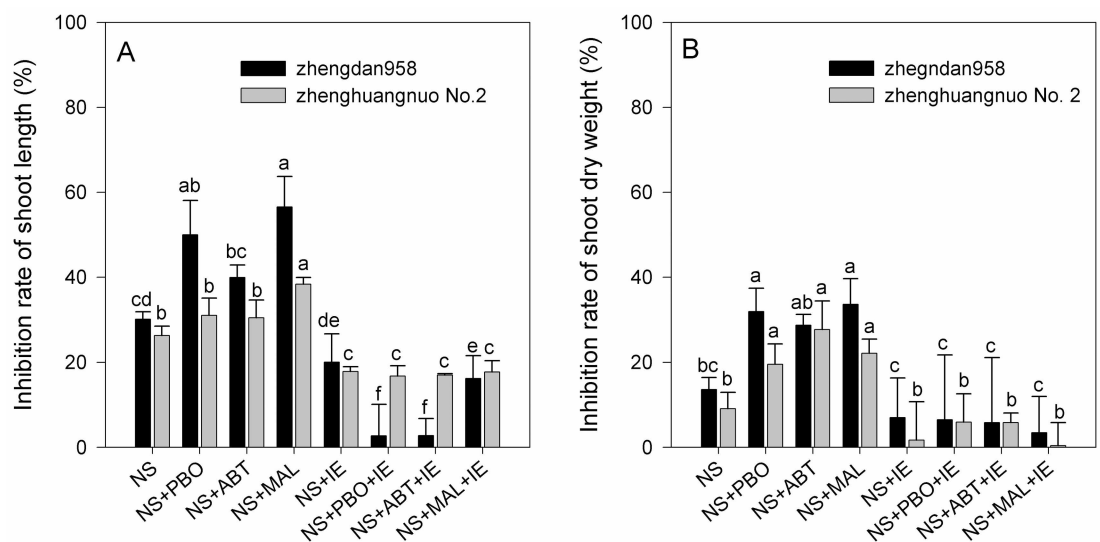 Inhibition rate of shoot length (%)
100
80
60
40
20
0
A
zhengdan958
zhenghuangnuo No.2
cd
b
ab
b
bc
b
a
a
de
c
f
c
f
c
e
c
NS
NS+PBO
NS+ABT
NS+MAL
NS+IE
NS+PBO+IE
NS+ABT+IE
NS+MAL+IE
Inhibition rate of shoot dry weight (%)
100
80
60
40
20
0
B
zhegndan958
zhenghuangnuo No. 2
bc
b
a
a
ab
a
a
a
c
b
c
b
c
b
c
b
NS
NS+PBO
NS+ABT
NS+MAL
NS+IE
NS+PBO+IE
NS+ABT+IE
NS+MAL+IE